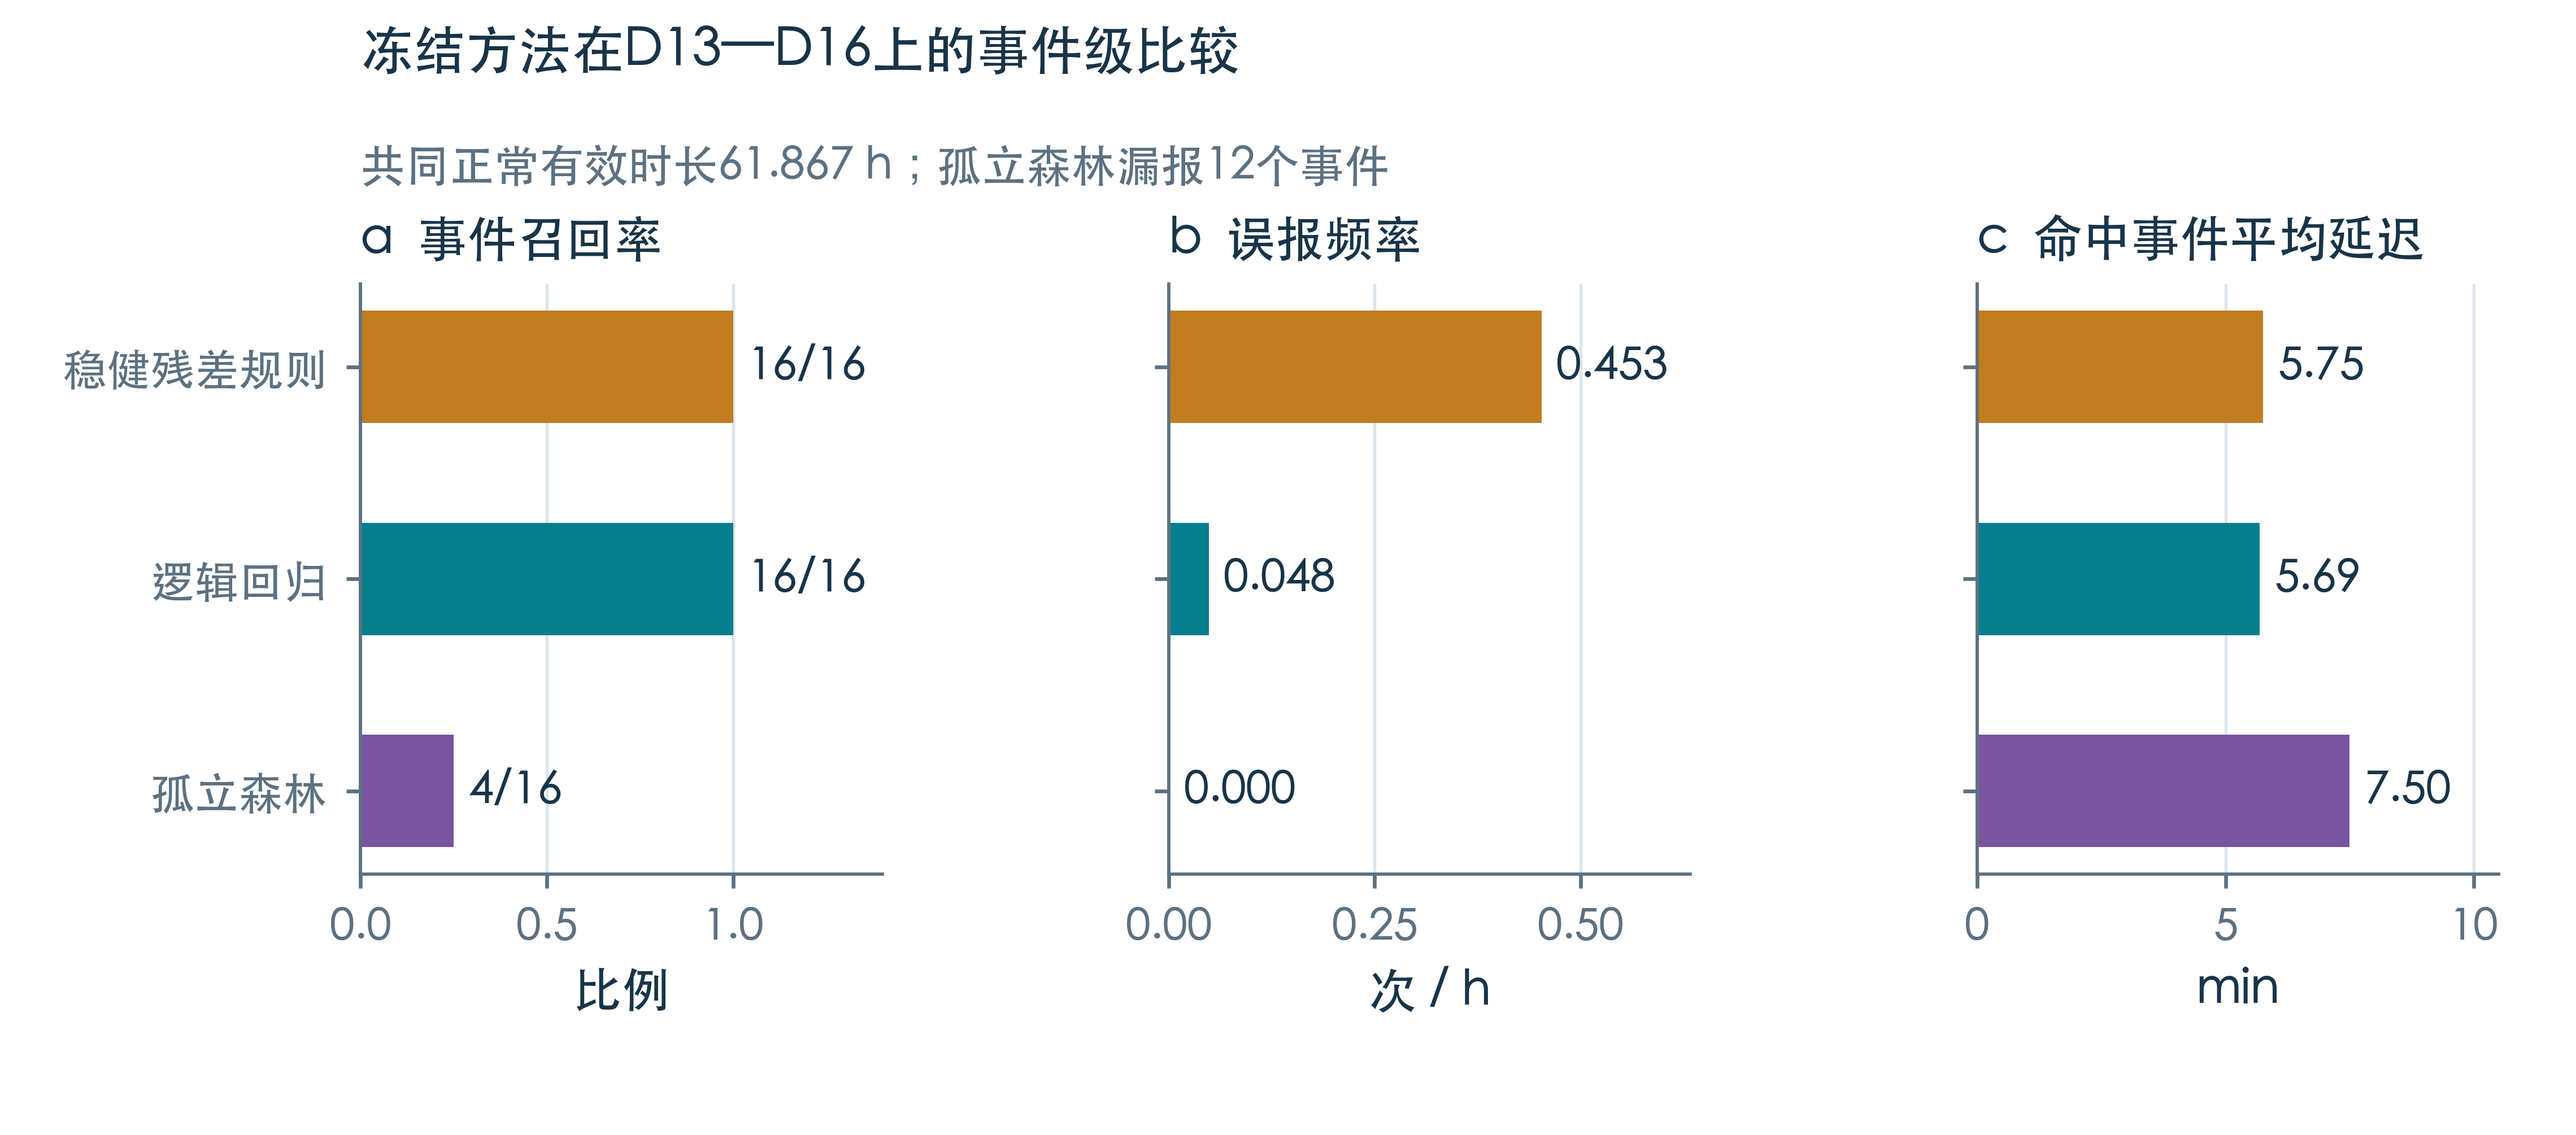 冻结方法在D13—D16上的事件级比较
共同正常有效时长61.867 h；孤立森林漏报12个事件
a 事件召回率
稳健残差规则
16/16
逻辑回归
16/16
孤立森林
4/16
0.0 0.5 1.0
比例
b 误报频率
0.453
0.048
0.000
0.00 0.25 0.50
次 / h
c 命中事件平均延迟
5.75
5.69
7.50
0 5 10
min